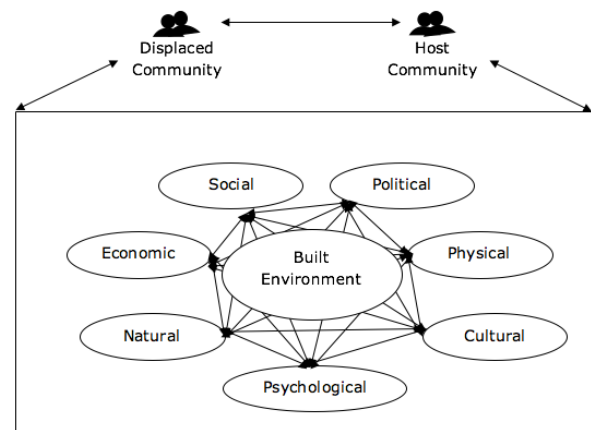 Displaced
Community
Host
Community
Social
Political
Economic
Built
Environment
Physical
Natural
Cultural
Psychological